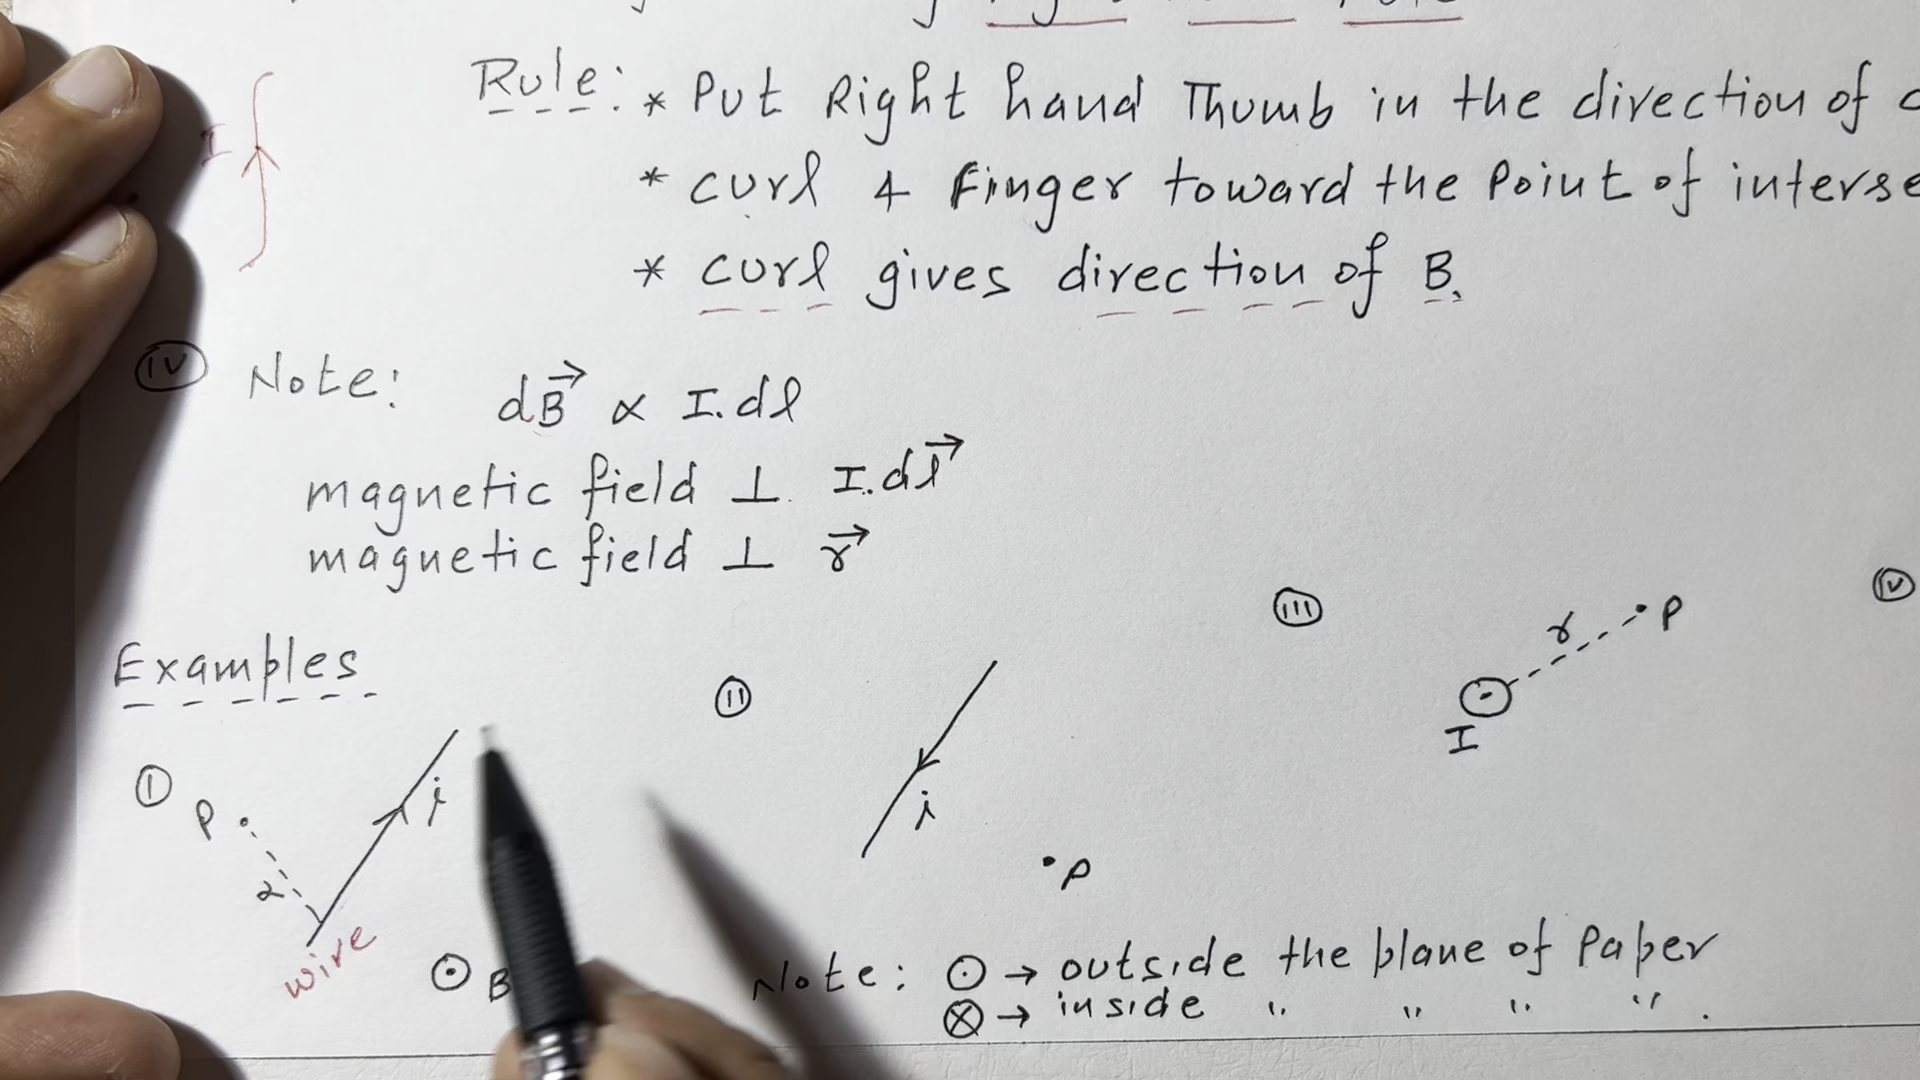 I
Rule: * Put Right hand Thumb in the direction of
* curl 4 Finger toward the Point of
* curl gives direction of B.
(IV) Note: dB⃗ ∝ I.dl
magnetic field ⊥ I.dl⃗
magnetic field ⊥ r⃗
Examples
(I) P r i wire
⊙ B
(II) i P
(III) I r P
(IV)
Note: ⊙ → outside the plane of Paper
⊗ → inside " " " " .